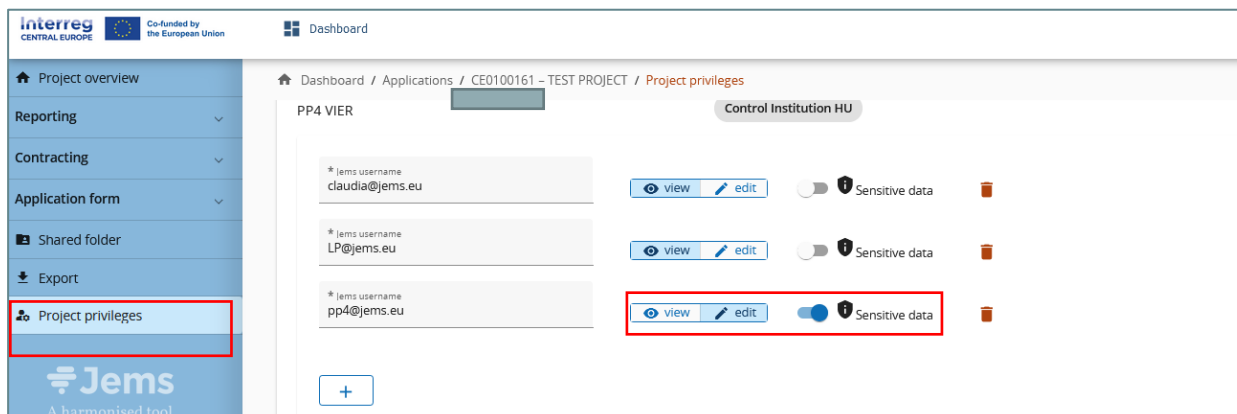 Interreg
CENTRAL EUROPE
Co-funded by
the European Union
Dashboard
Project overview
Dashboard / Applications / CE0100161 – TEST PROJECT / Project privileges
Reporting
PP4 VIER
Control Institution HU
Contracting
* Jems username
claudia@jems.eu
view edit Sensitive data
Application form
Shared folder
* Jems username
LP@jems.eu
view edit Sensitive data
Export
* Jems username
pp4@jems.eu
view edit Sensitive data
Project privileges
Jems
A harmonised tool
+